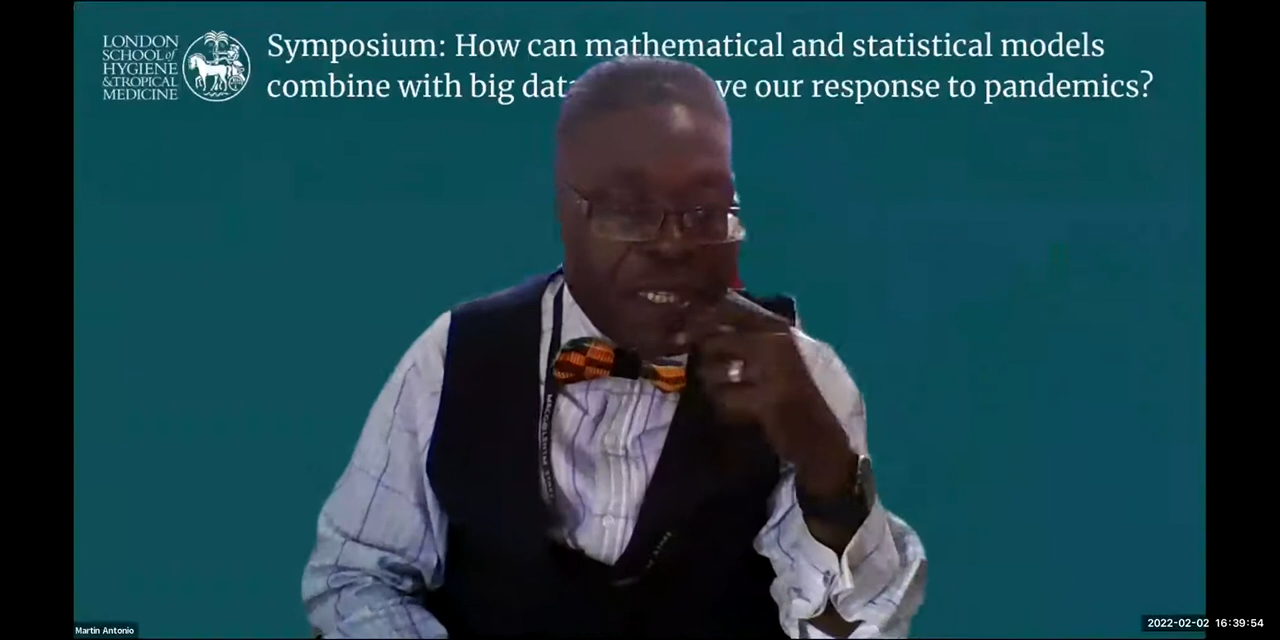 LONDON
SCHOOL of
HYGIENE
& TROPICAL
MEDICINE
Symposium: How can mathematical and statistical models
combine with big ve our response to pandemics?
Martin Antonio
2022-02-02 16:39:54